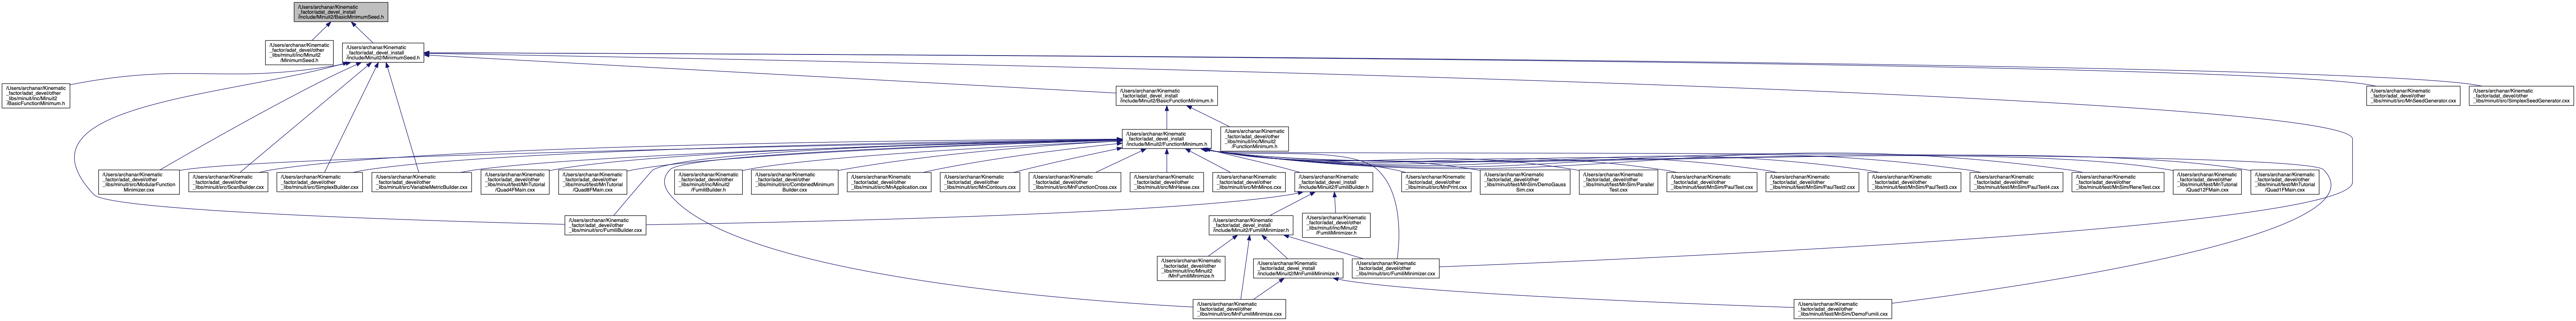 /Users/archanar/Kinematic
_factor/adat_devel_install
/include/Minuit2/BasicMinimumSeed.h
/Users/archanar/Kinematic
_factor/adat_devel/other
_libs/minuit/inc/Minuit2
/MinimumSeed.h
/Users/archanar/Kinematic
_factor/adat_devel_install
/include/Minuit2/MinimumSeed.h
/Users/archanar/Kinematic
_factor/adat_devel/other
_libs/minuit/inc/Minuit2
/BasicFunctionMinimum.h
/Users/archanar/Kinematic
_factor/adat_devel_install
/include/Minuit2/BasicFunctionMinimum.h
/Users/archanar/Kinematic
_factor/adat_devel/other
_libs/minuit/src/MnSeedGenerator.cxx
/Users/archanar/Kinematic
_factor/adat_devel/other
_libs/minuit/src/SimplexSeedGenerator.cxx
/Users/archanar/Kinematic
_factor/adat_devel_install
/include/Minuit2/FunctionMinimum.h
/Users/archanar/Kinematic
_factor/adat_devel/other
_libs/minuit/inc/Minuit2
/FunctionMinimum.h
/Users/archanar/Kinematic
_factor/adat_devel/other
_libs/minuit/src/ModularFunction
Minimizer.cxx
/Users/archanar/Kinematic
_factor/adat_devel/other
_libs/minuit/src/ScanBuilder.cxx
/Users/archanar/Kinematic
_factor/adat_devel/other
_libs/minuit/src/SimplexBuilder.cxx
/Users/archanar/Kinematic
_factor/adat_devel/other
_libs/minuit/src/VariableMetricBuilder.cxx
/Users/archanar/Kinematic
_factor/adat_devel/other
_libs/minuit/test/MnTutorial
/Quad4FMain.cxx
/Users/archanar/Kinematic
_factor/adat_devel/other
_libs/minuit/test/MnTutorial
/Quad8FMain.cxx
/Users/archanar/Kinematic
_factor/adat_devel/other
_libs/minuit/inc/Minuit2
/FumiliBuilder.h
/Users/archanar/Kinematic
_factor/adat_devel/other
_libs/minuit/src/CombinedMinimum
Builder.cxx
/Users/archanar/Kinematic
_factor/adat_devel/other
_libs/minuit/src/MnApplication.cxx
/Users/archanar/Kinematic
_factor/adat_devel/other
_libs/minuit/src/MnContours.cxx
/Users/archanar/Kinematic
_factor/adat_devel/other
_libs/minuit/src/MnFunctionCross.cxx
/Users/archanar/Kinematic
_factor/adat_devel/other
_libs/minuit/src/MnHesse.cxx
/Users/archanar/Kinematic
_factor/adat_devel/other
_libs/minuit/src/MnMinos.cxx
/Users/archanar/Kinematic
_factor/adat_devel_install
/include/Minuit2/FumiliBuilder.h
/Users/archanar/Kinematic
_factor/adat_devel/other
_libs/minuit/src/MnPrint.cxx
/Users/archanar/Kinematic
_factor/adat_devel/other
_libs/minuit/test/MnSim/DemoGauss
Sim.cxx
/Users/archanar/Kinematic
_factor/adat_devel/other
_libs/minuit/test/MnSim/Parallel
Test.cxx
/Users/archanar/Kinematic
_factor/adat_devel/other
_libs/minuit/test/MnSim/PaulTest.cxx
/Users/archanar/Kinematic
_factor/adat_devel/other
_libs/minuit/test/MnSim/PaulTest2.cxx
/Users/archanar/Kinematic
_factor/adat_devel/other
_libs/minuit/test/MnSim/PaulTest3.cxx
/Users/archanar/Kinematic
_factor/adat_devel/other
_libs/minuit/test/MnSim/PaulTest4.cxx
/Users/archanar/Kinematic
_factor/adat_devel/other
_libs/minuit/test/MnSim/ReneTest.cxx
/Users/archanar/Kinematic
_factor/adat_devel/other
_libs/minuit/test/MnTutorial
/Quad12FMain.cxx
/Users/archanar/Kinematic
_factor/adat_devel/other
_libs/minuit/test/MnTutorial
/Quad1FMain.cxx
/Users/archanar/Kinematic
_factor/adat_devel/other
_libs/minuit/src/FumiliBuilder.cxx
/Users/archanar/Kinematic
_factor/adat_devel_install
/include/Minuit2/FumiliMinimizer.h
/Users/archanar/Kinematic
_factor/adat_devel/other
_libs/minuit/inc/Minuit2
/FumiliMinimizer.h
/Users/archanar/Kinematic
_factor/adat_devel/other
_libs/minuit/inc/Minuit2
/MnFumiliMinimize.h
/Users/archanar/Kinematic
_factor/adat_devel_install
/include/Minuit2/MnFumiliMinimize.h
/Users/archanar/Kinematic
_factor/adat_devel/other
_libs/minuit/src/FumiliMinimizer.cxx
/Users/archanar/Kinematic
_factor/adat_devel/other
_libs/minuit/src/MnFumiliMinimize.cxx
/Users/archanar/Kinematic
_factor/adat_devel/other
_libs/minuit/test/MnSim/DemoFumili.cxx